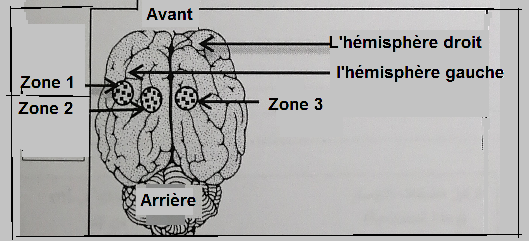 Avant
L'hémisphère droit
l'hémisphère gauche
Zone 1
Zone 2
Zone 3
Arrière